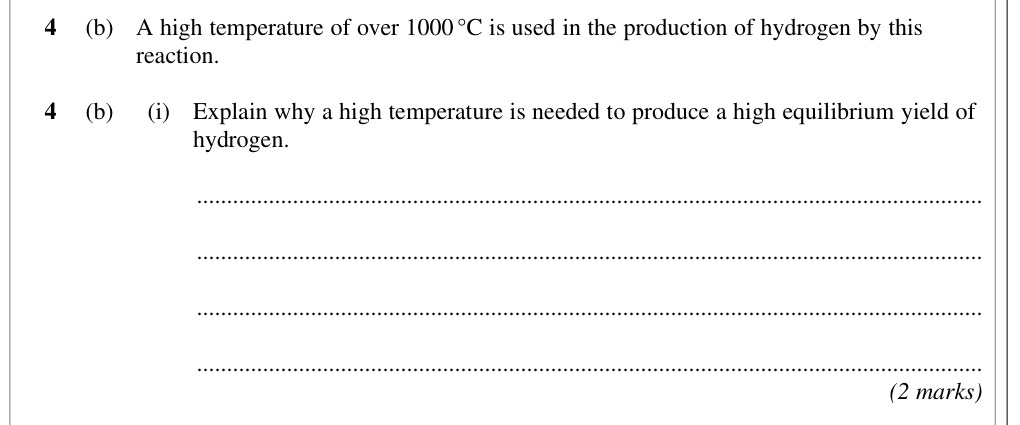 4 (b) A high temperature of over 1000 °C is used in the production of hydrogen by this
reaction.
4 (b) (i) Explain why a high temperature is needed to produce a high equilibrium yield of
hydrogen.
..........................................................................................................................................
..........................................................................................................................................
..........................................................................................................................................
..........................................................................................................................................
(2 marks)